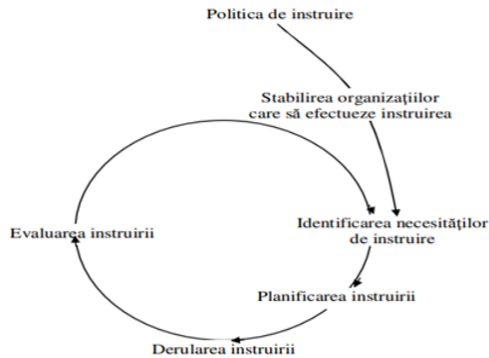 Politica de instruire
Stabilirea organizaţiilor
care să efectueze instruirea
Identificarea necesităţilor
de instruire
Evaluarea instruirii
Planificarea instruirii
Derularea instruirii